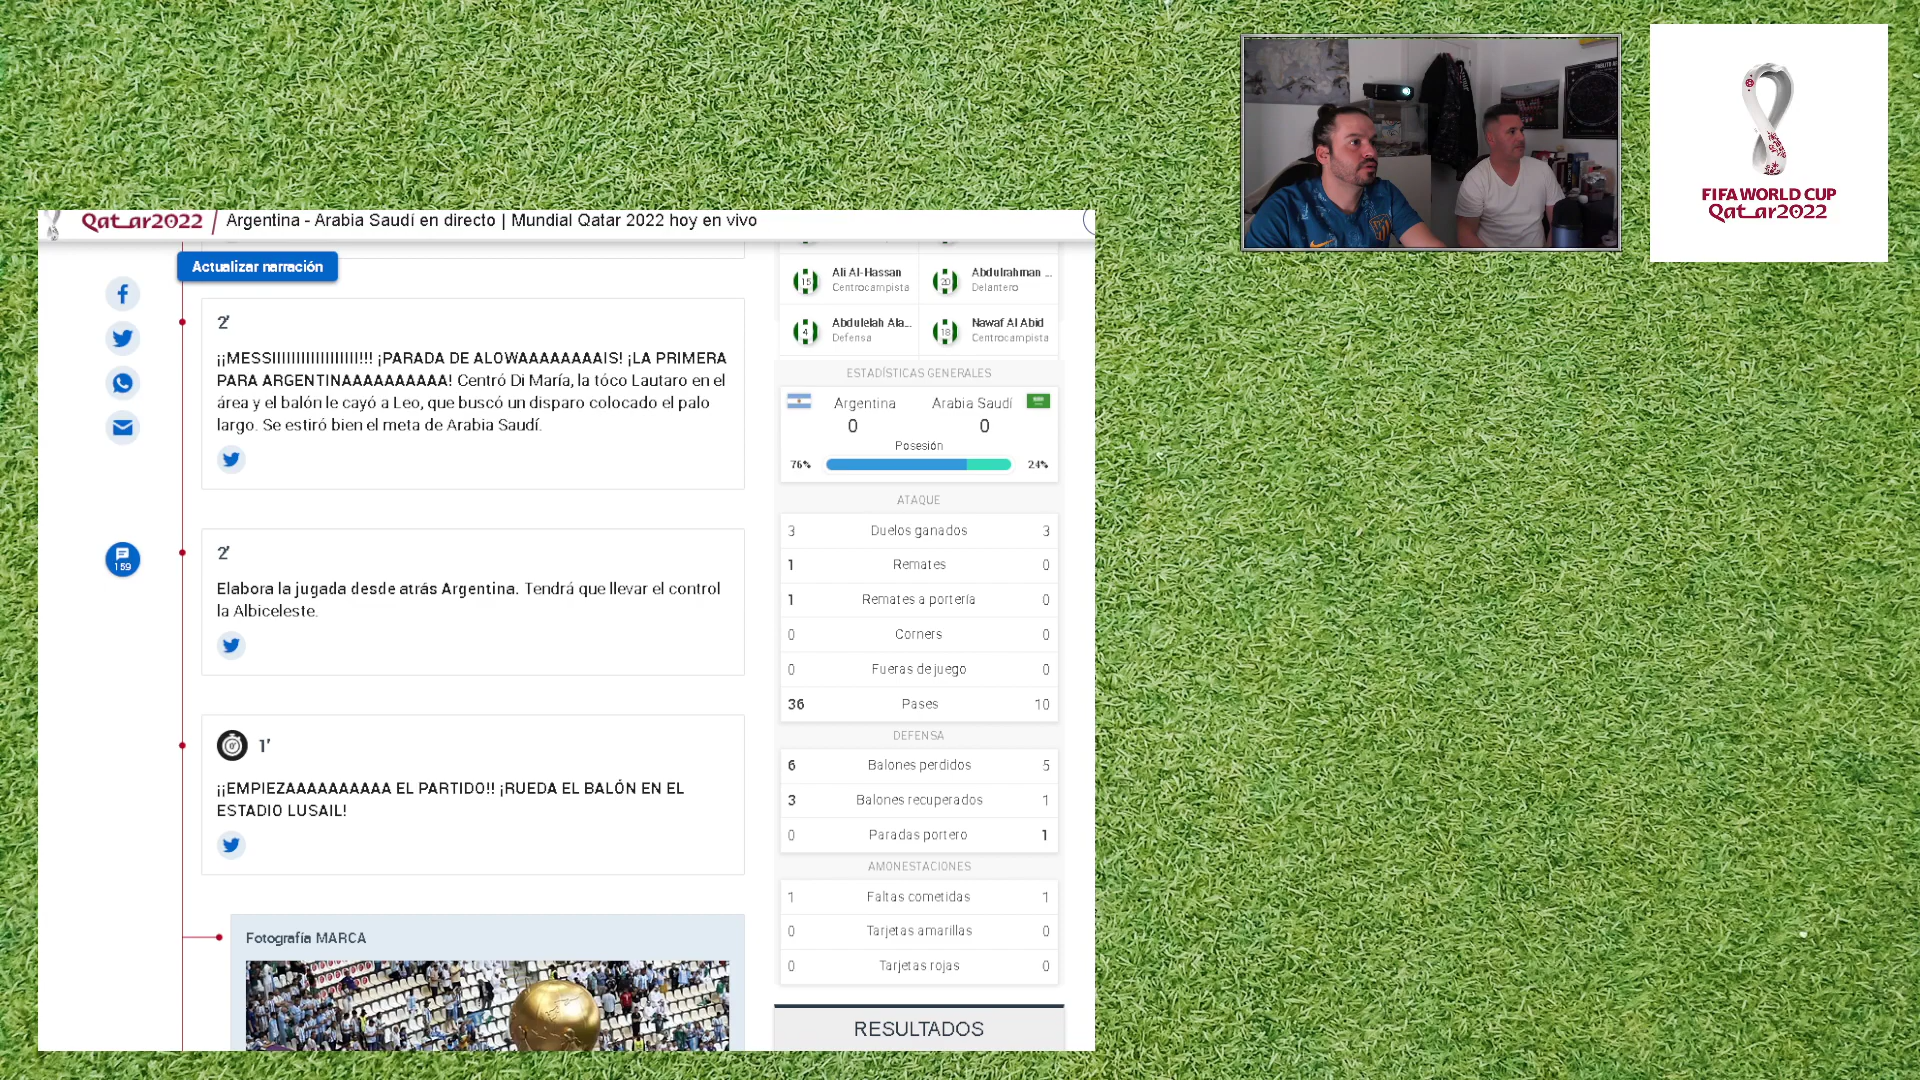 Qatar2022 / Argentina - Arabia Saudí en directo | Mundial Qatar 2022 hoy en vivo
Actualizar narración
2'
¡¡MESSIIIIIIIIIIIIIIIIIII!!! ¡PARADA DE ALOWAAAAAAAAIS! ¡LA PRIMERA
PARA ARGENTINAAAAAAAAAA! Centró Di María, la tóco Lautaro en el
área y el balón le cayó a Leo, que buscó un disparo colocado el palo
largo. Se estiró bien el meta de Arabia Saudí.
159
2'
Elabora la jugada desde atrás Argentina. Tendrá que llevar el control
la Albiceleste.
0'
1'
¡¡EMPIEZAAAAAAAAAA EL PARTIDO!! ¡RUEDA EL BALÓN EN EL
ESTADIO LUSAIL!
Fotografía MARCA
15 Ali Al-Hassan
Centrocampista
20 Abdulrahman ...
Delantero
4 Abdulelah Ala...
Defensa
18 Nawaf Al Abid
Centrocampista
ESTADÍSTICAS GENERALES
Argentina Arabia Saudí
0 0
Posesión
76% 24%
ATAQUE
3 Duelos ganados 3
1 Remates 0
1 Remates a portería 0
0 Corners 0
0 Fueras de juego 0
36 Pases 10
DEFENSA
6 Balones perdidos 5
3 Balones recuperados 1
0 Paradas portero 1
AMONESTACIONES
1 Faltas cometidas 1
0 Tarjetas amarillas 0
0 Tarjetas rojas 0
RESULTADOS
FIFA WORLD CUP
Qatar2022